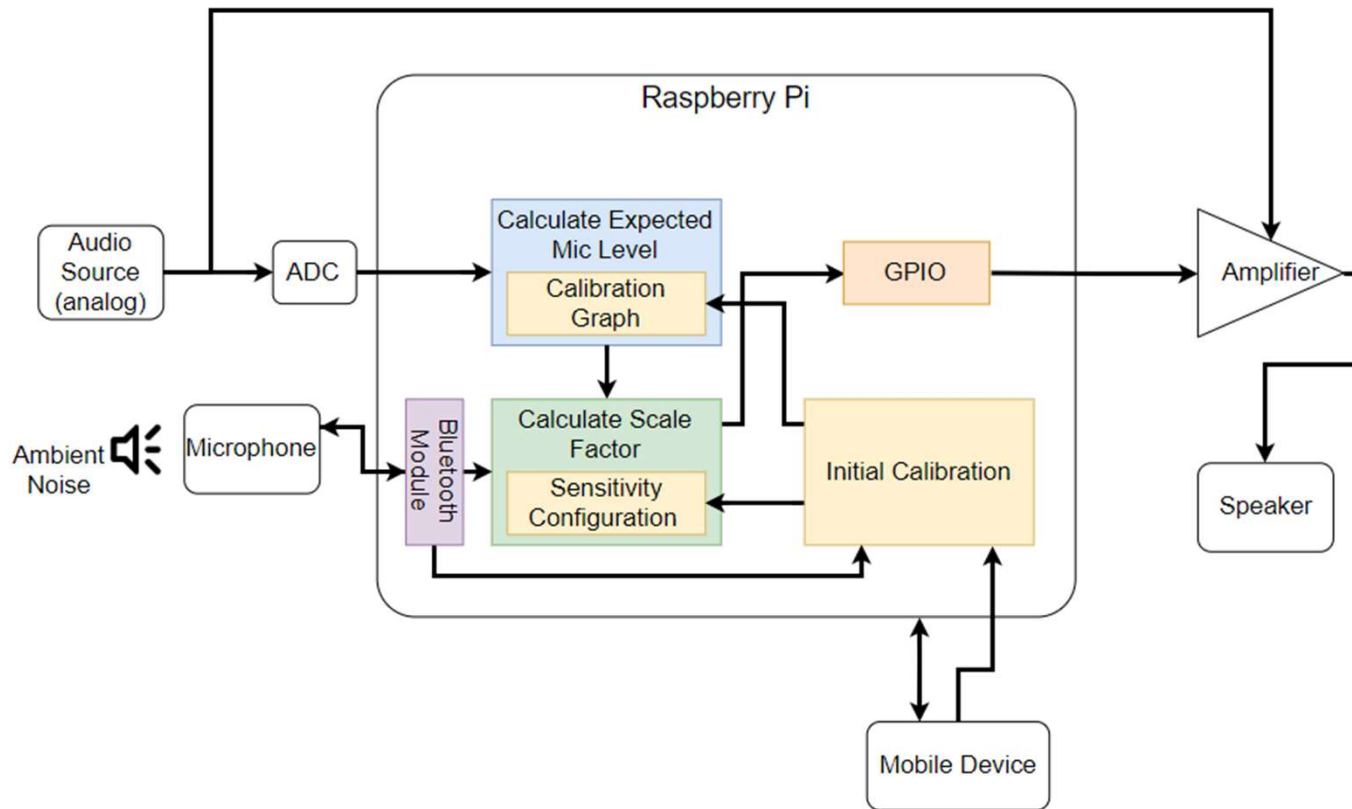 Raspberry Pi
Audio
Source
(analog)
ADC
Calculate Expected
Mic Level
Calibration
Graph
GPIO
Amplifier
Ambient
Noise
Microphone
Bluetooth
Module
Calculate Scale
Factor
Sensitivity
Configuration
Initial Calibration
Speaker
Mobile Device